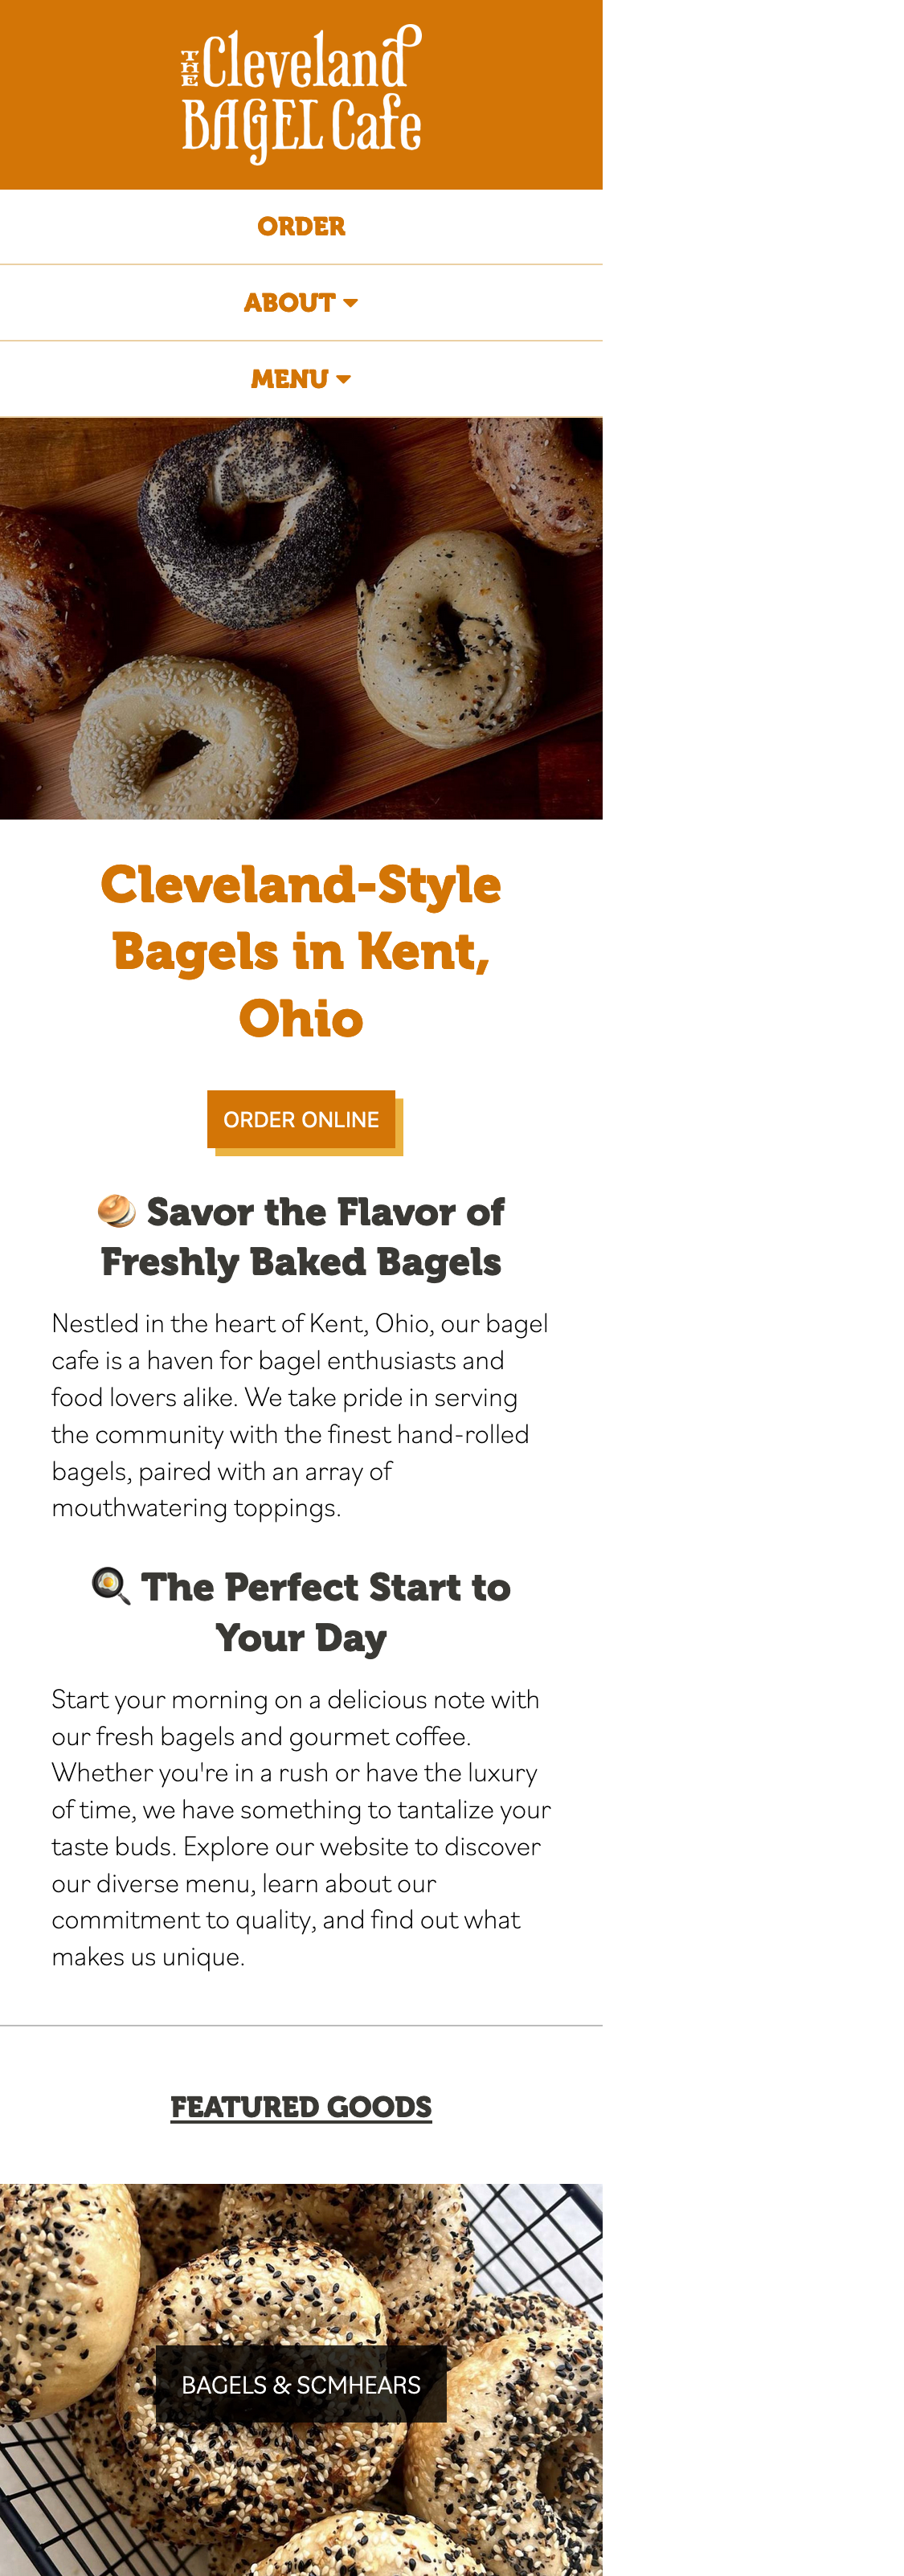 THE Cleveland
BAGEL Cafe
ORDER
ABOUT
MENU
Cleveland-Style
Bagels in Kent,
Ohio
ORDER ONLINE
🥯 Savor the Flavor of
Freshly Baked Bagels
Nestled in the heart of Kent, Ohio, our bagel
cafe is a haven for bagel enthusiasts and
food lovers alike. We take pride in serving
the community with the finest hand-rolled
bagels, paired with an array of
mouthwatering toppings.
🍳 The Perfect Start to
Your Day
Start your morning on a delicious note with
our fresh bagels and gourmet coffee.
Whether you're in a rush or have the luxury
of time, we have something to tantalize your
taste buds. Explore our website to discover
our diverse menu, learn about our
commitment to quality, and find out what
makes us unique.
FEATURED GOODS
BAGELS & SCMHEARS